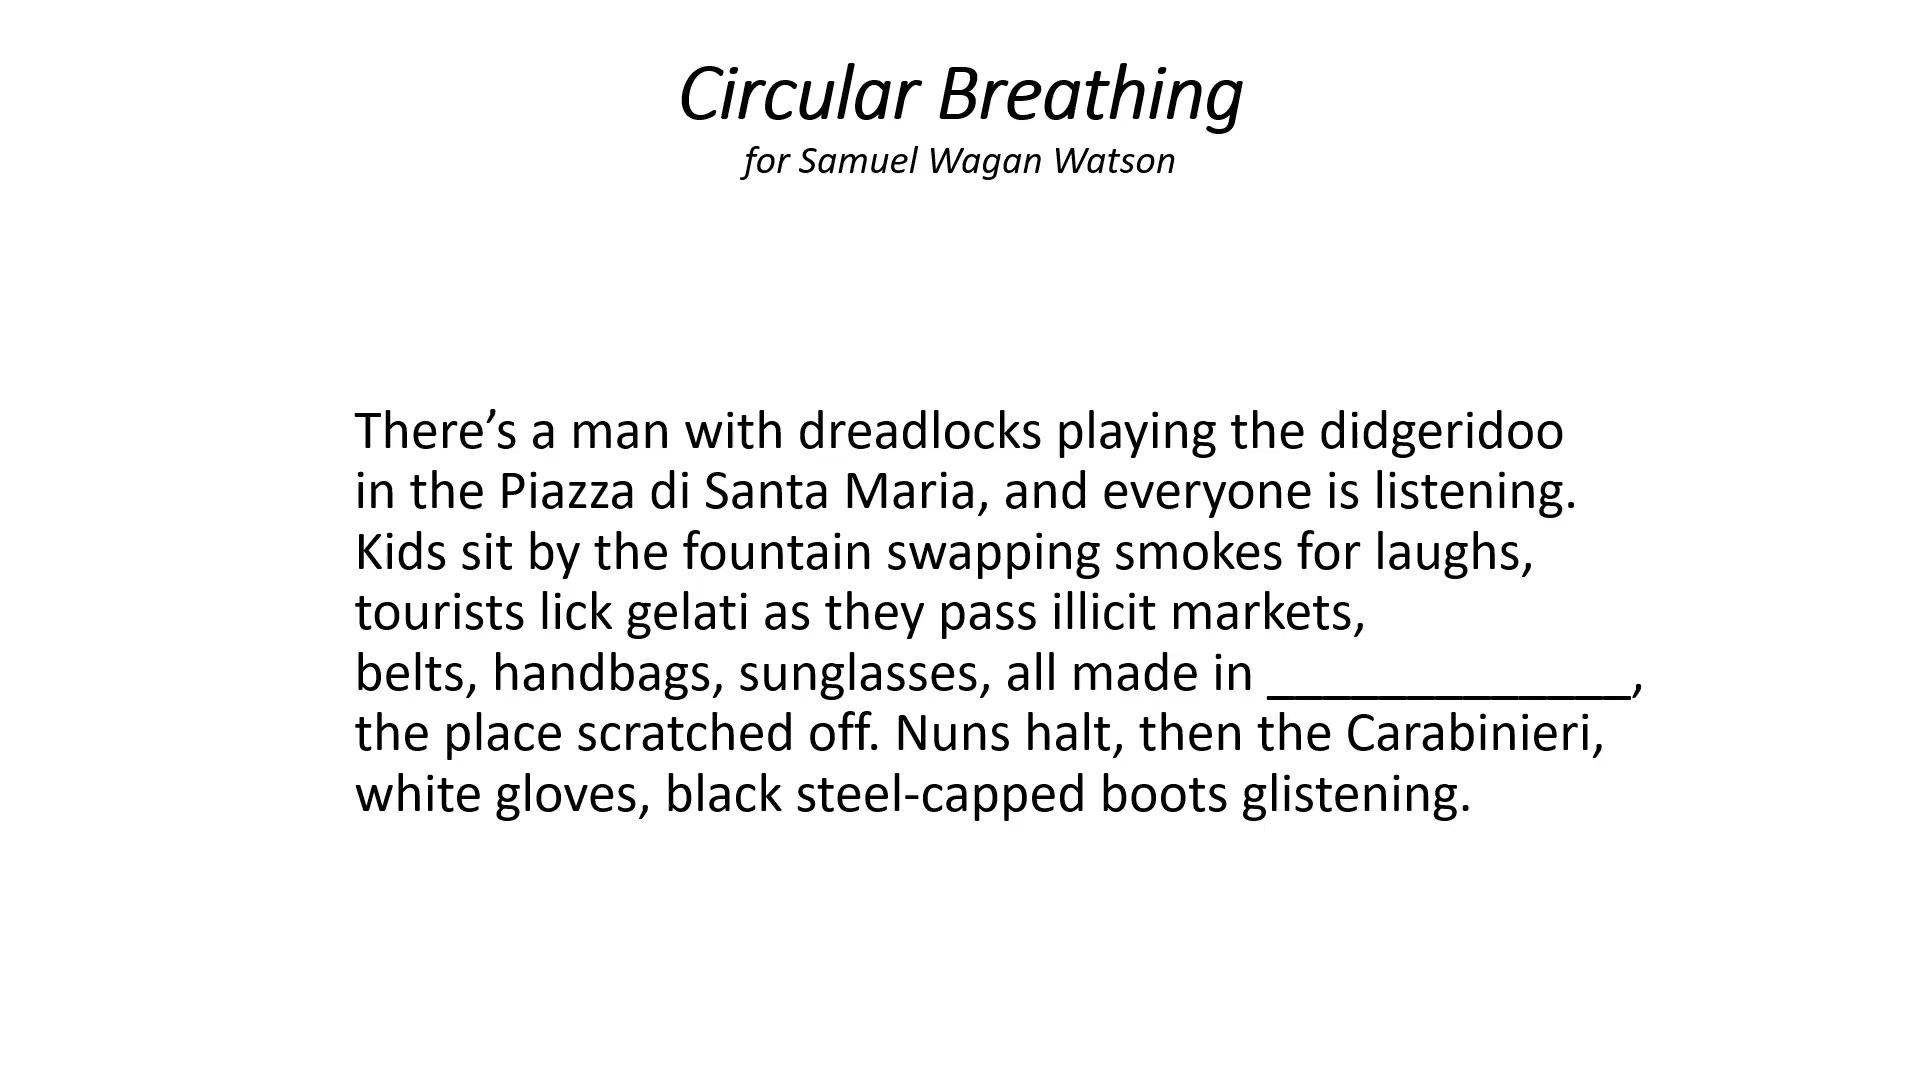 Circular Breathing
for Samuel Wagan Watson
There’s a man with dreadlocks playing the didgeridoo
in the Piazza di Santa Maria, and everyone is listening.
Kids sit by the fountain swapping smokes for laughs,
tourists lick gelati as they pass illicit markets,
belts, handbags, sunglasses, all made in _____________,
the place scratched off. Nuns halt, then the Carabinieri,
white gloves, black steel-capped boots glistening.